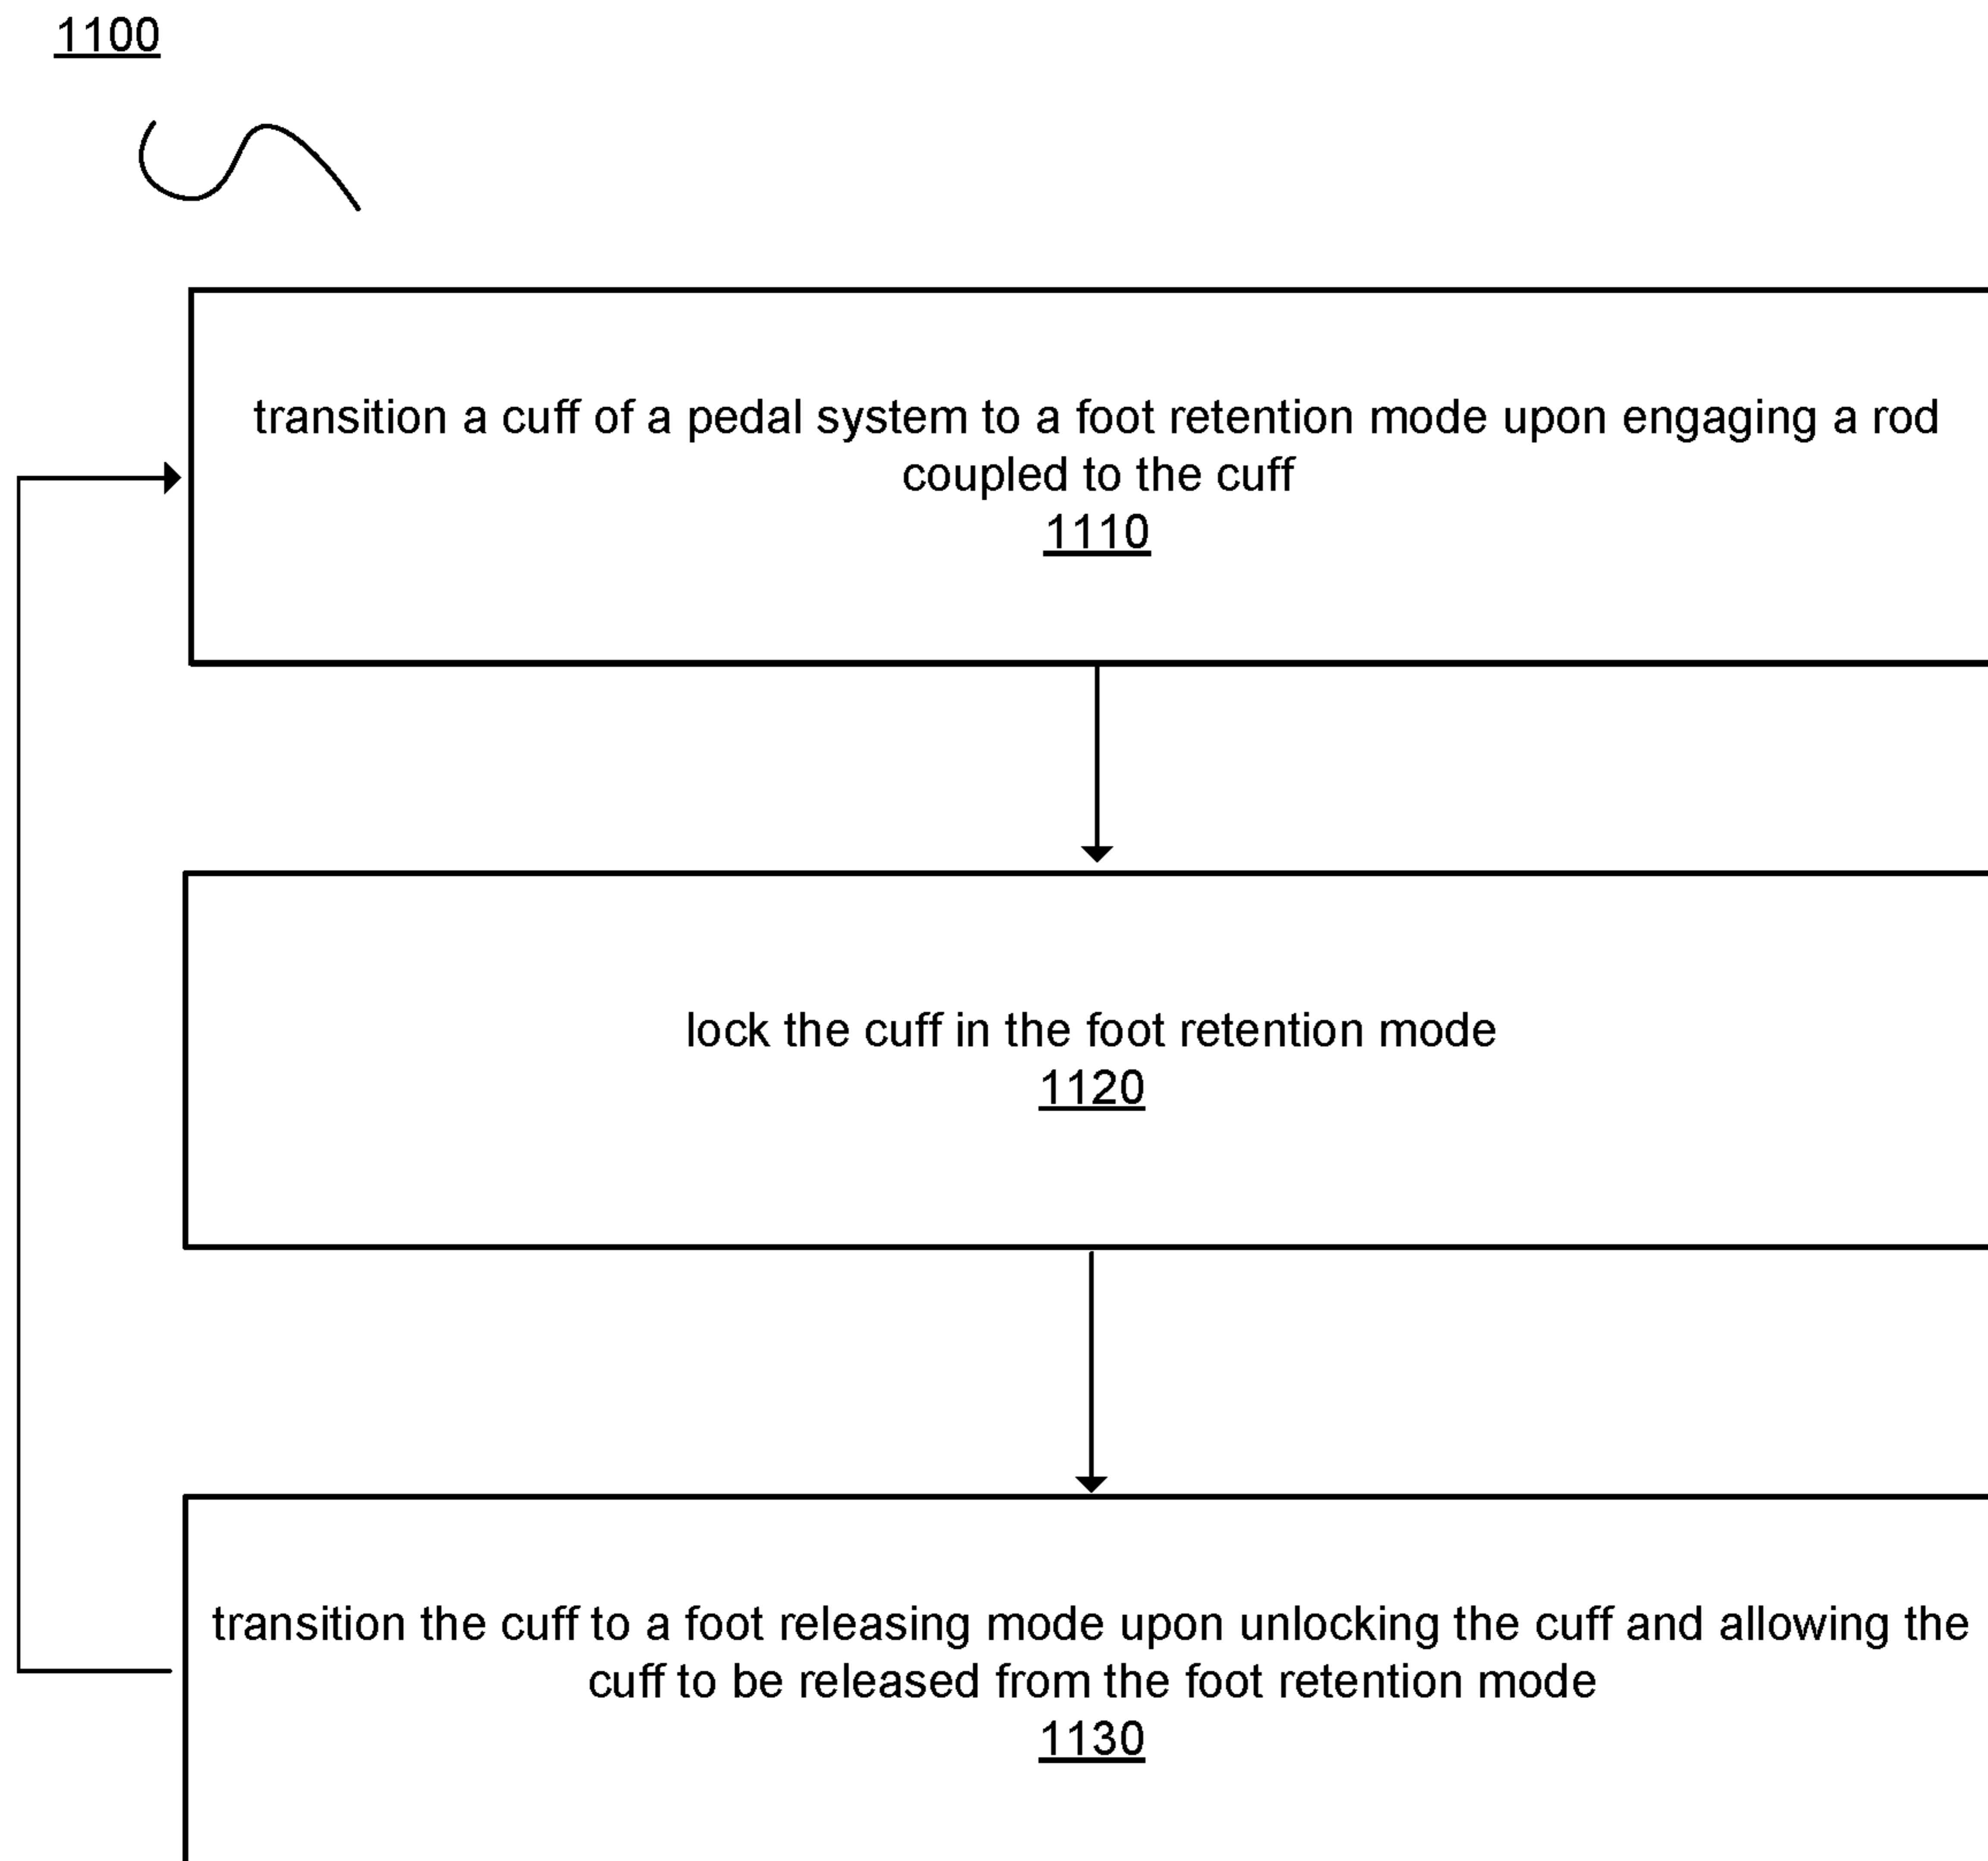 1100
transition a cuff of a pedal system to a foot retention mode upon engaging a rod
coupled to the cuff
1110
lock the cuff in the foot retention mode
1120
transition the cuff to a foot releasing mode upon unlocking the cuff and allowing the
cuff to be released from the foot retention mode
1130